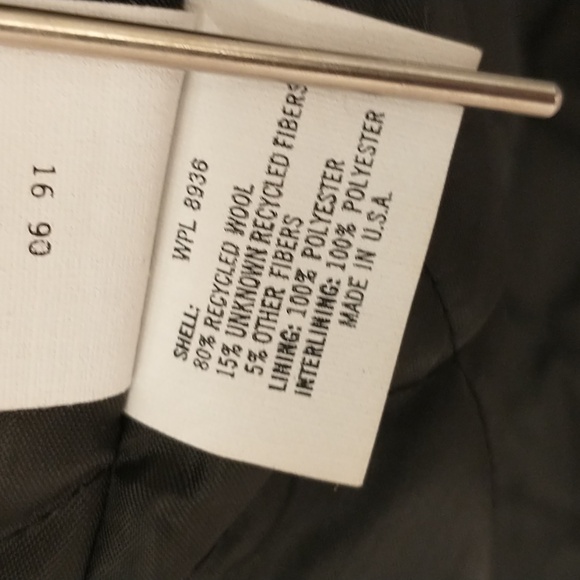 16 90
WPL 8936
SHELL:
80% RECYCLED WOOL
15% UNKNOWN RECYCLED FIBERS
5% OTHER FIBERS
LINING: 100% POLYESTER
INTERLINING: 100% POLYESTER
MADE IN U.S.A.